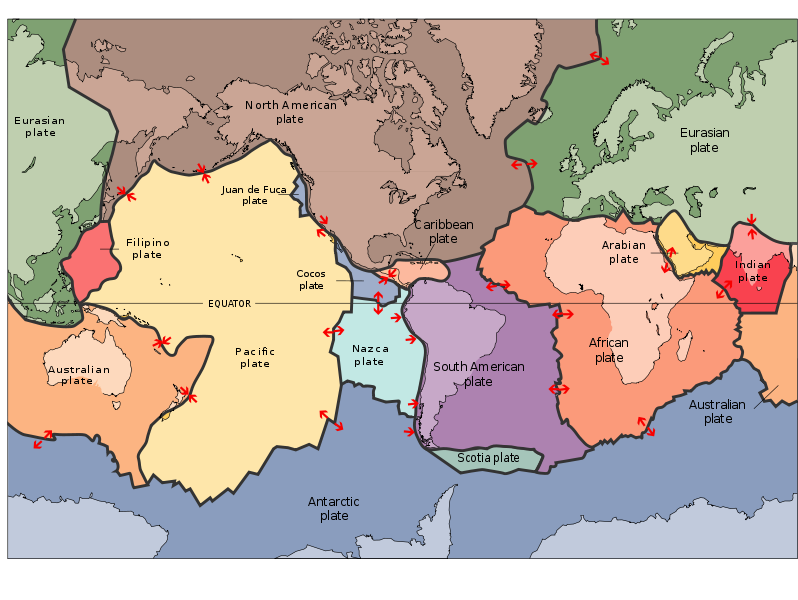 North American
plate
Eurasian
plate
Eurasian
plate
Juan de Fuca
plate
Caribbean
plate
Filipino
plate
Arabian
plate
Indian
plate
Cocos
plate
EQUATOR
Pacific
plate
Nazca
plate
African
plate
Australian
plate
South American
plate
Australian
plate
Scotia plate
Antarctic
plate